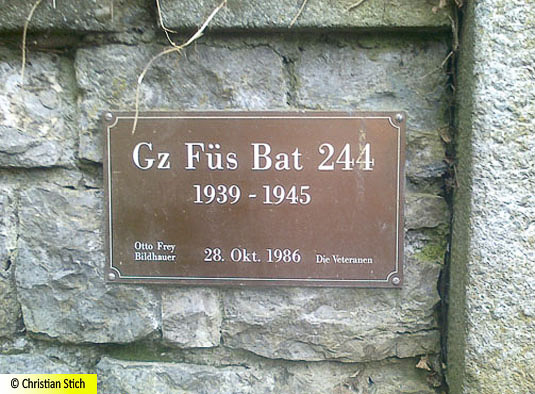 Gz Füs Bat 244
1939 - 1945
Otto Frey
Bildhauer
28. Okt. 1986
Die Veteranen
© Christian Stich